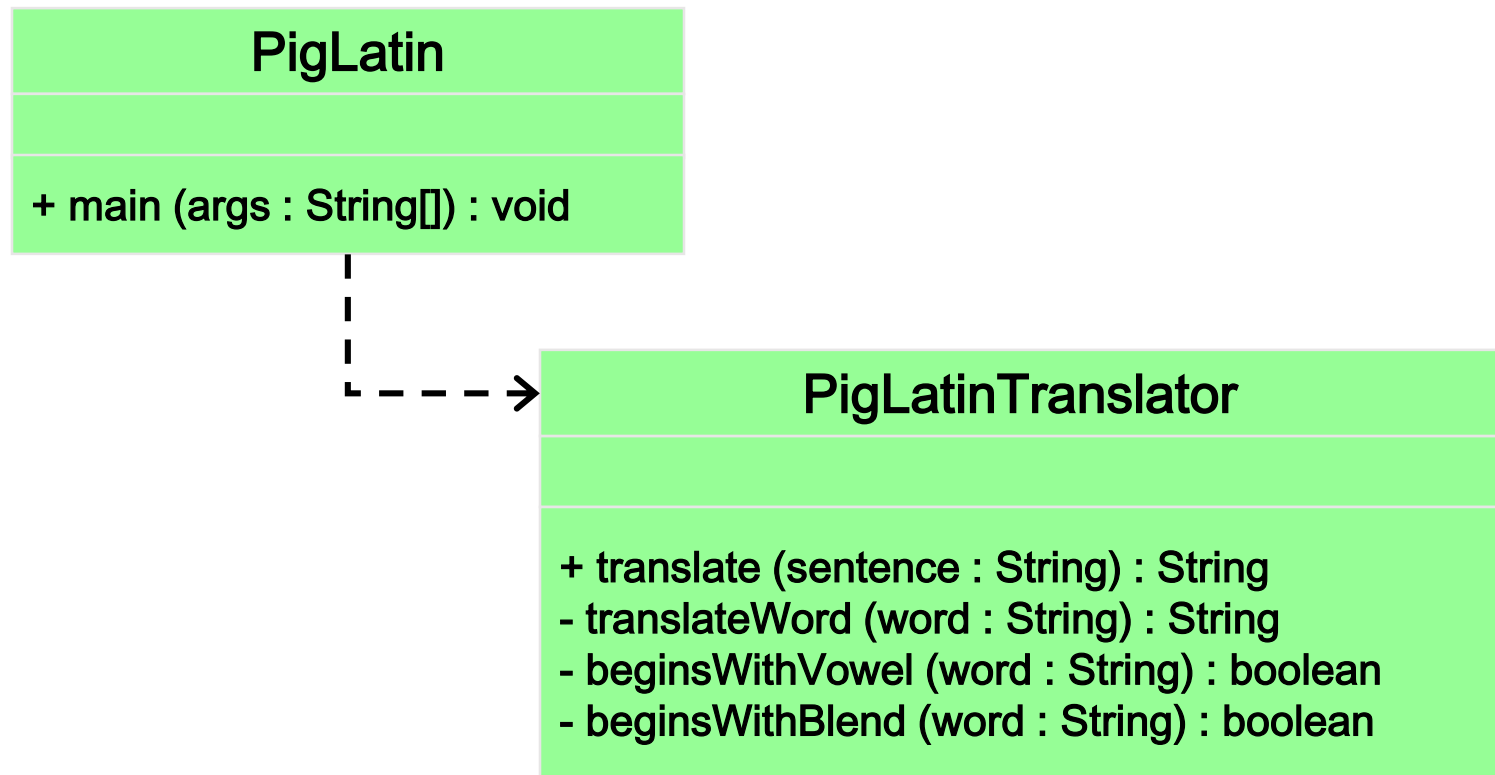 PigLatin
+ main (args : String[]) : void
PigLatinTranslator
+ translate (sentence : String) : String
- translateWord (word : String) : String
- beginsWithVowel (word : String) : boolean
- beginsWithBlend (word : String) : boolean